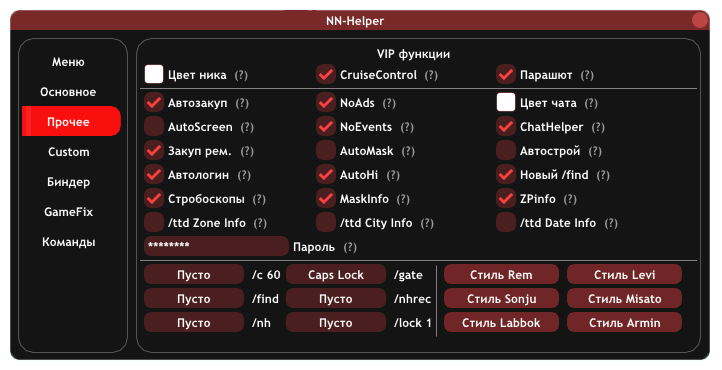 NN-Helper
Меню
Основное
Прочее
Custom
Биндер
GameFix
Команды
VIP функции
Цвет ника (?) CruiseControl (?) Парашют (?)
Автозакуп (?) NoAds (?) Цвет чата (?)
AutoScreen (?) NoEvents (?) ChatHelper (?)
Закуп рем. (?) AutoMask (?) Автострой (?)
Автологин (?) AutoHi (?) Новый /find (?)
Стробоскопы (?) MaskInfo (?) ZPinfo (?)
/ttd Zone Info (?) /ttd City Info (?) /ttd Date Info (?)
******** Пароль (?)
Пусто /c 60 Caps Lock /gate Стиль Rem Стиль Levi
Пусто /find Пусто /nhrec Стиль Sonju Стиль Misato
Пусто /nh Пусто /lock 1 Стиль Labbok Стиль Armin